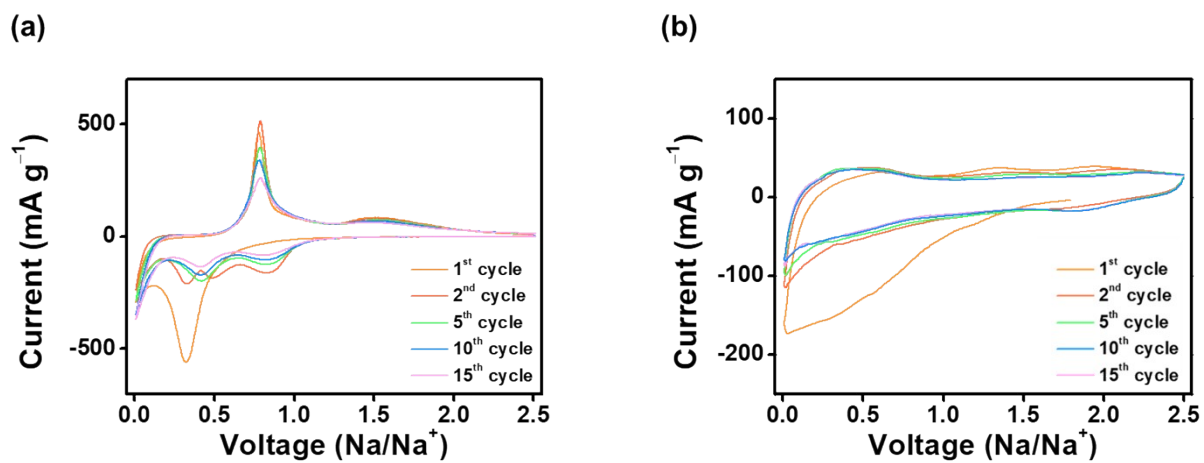 (a)
500
0
-500
Current (mA g⁻¹)
1ˢᵗ cycle
2ⁿᵈ cycle
5ᵗʰ cycle
10ᵗʰ cycle
15ᵗʰ cycle
0.0 0.5 1.0 1.5 2.0 2.5
Voltage (Na/Na⁺)
(b)
100
0
-100
-200
Current (mA g⁻¹)
1ˢᵗ cycle
2ⁿᵈ cycle
5ᵗʰ cycle
10ᵗʰ cycle
15ᵗʰ cycle
0.0 0.5 1.0 1.5 2.0 2.5
Voltage (Na/Na⁺)